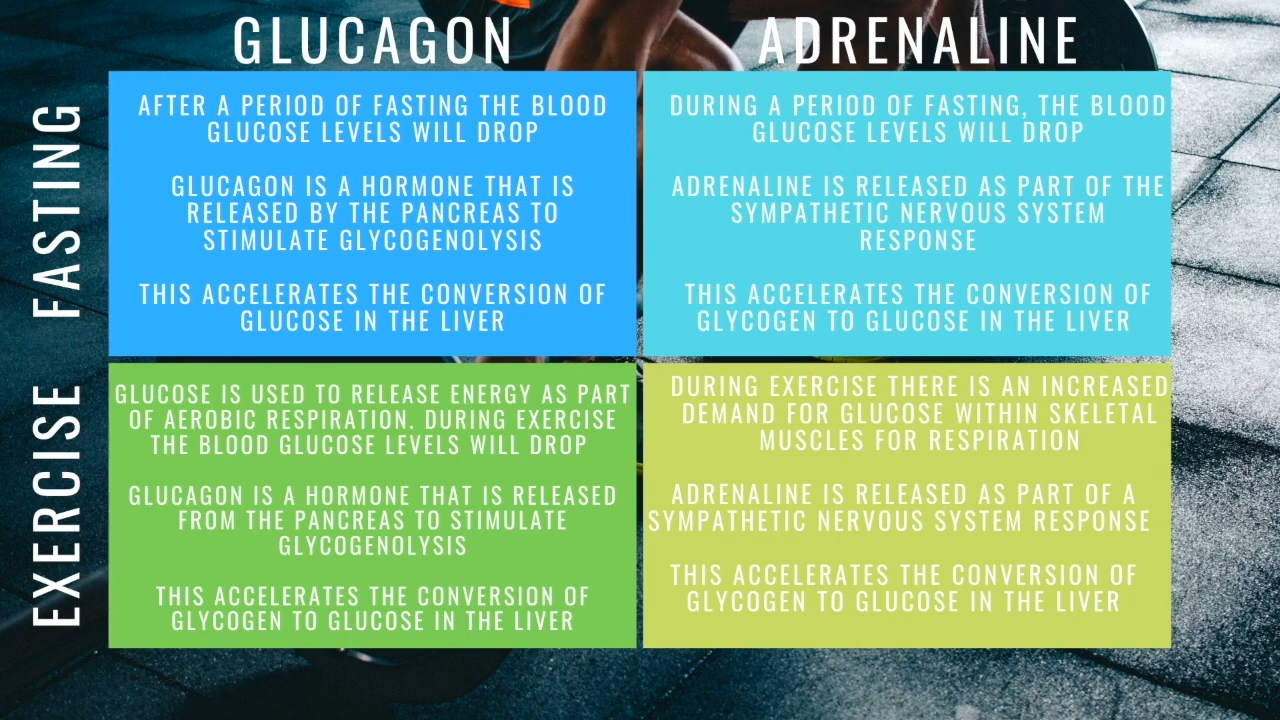 GLUCAGON
ADRENALINE
FASTING
AFTER A PERIOD OF FASTING THE BLOOD
GLUCOSE LEVELS WILL DROP
GLUCAGON IS A HORMONE THAT IS
RELEASED BY THE PANCREAS TO
STIMULATE GLYCOGENOLYSIS
THIS ACCELERATES THE CONVERSION OF
GLUCOSE IN THE LIVER
DURING A PERIOD OF FASTING, THE BLOOD
GLUCOSE LEVELS WILL DROP
ADRENALINE IS RELEASED AS PART OF THE
SYMPATHETIC NERVOUS SYSTEM
RESPONSE
THIS ACCELERATES THE CONVERSION OF
GLYCOGEN TO GLUCOSE IN THE LIVER
EXERCISE
GLUCOSE IS USED TO RELEASE ENERGY AS PART
OF AEROBIC RESPIRATION. DURING EXERCISE
THE BLOOD GLUCOSE LEVELS WILL DROP
GLUCAGON IS A HORMONE THAT IS RELEASED
FROM THE PANCREAS TO STIMULATE
GLYCOGENOLYSIS
THIS ACCELERATES THE CONVERSION OF
GLYCOGEN TO GLUCOSE IN THE LIVER
DURING EXERCISE THERE IS AN INCREASED
DEMAND FOR GLUCOSE WITHIN SKELETAL
MUSCLES FOR RESPIRATION
ADRENALINE IS RELEASED AS PART OF A
SYMPATHETIC NERVOUS SYSTEM RESPONSE
THIS ACCELERATES THE CONVERSION OF
GLYCOGEN TO GLUCOSE IN THE LIVER